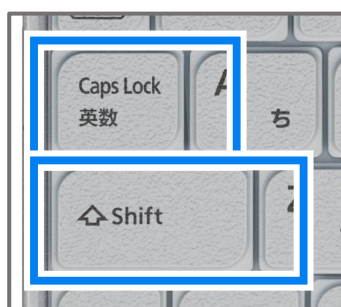 Caps Lock
英数
ち
Shift